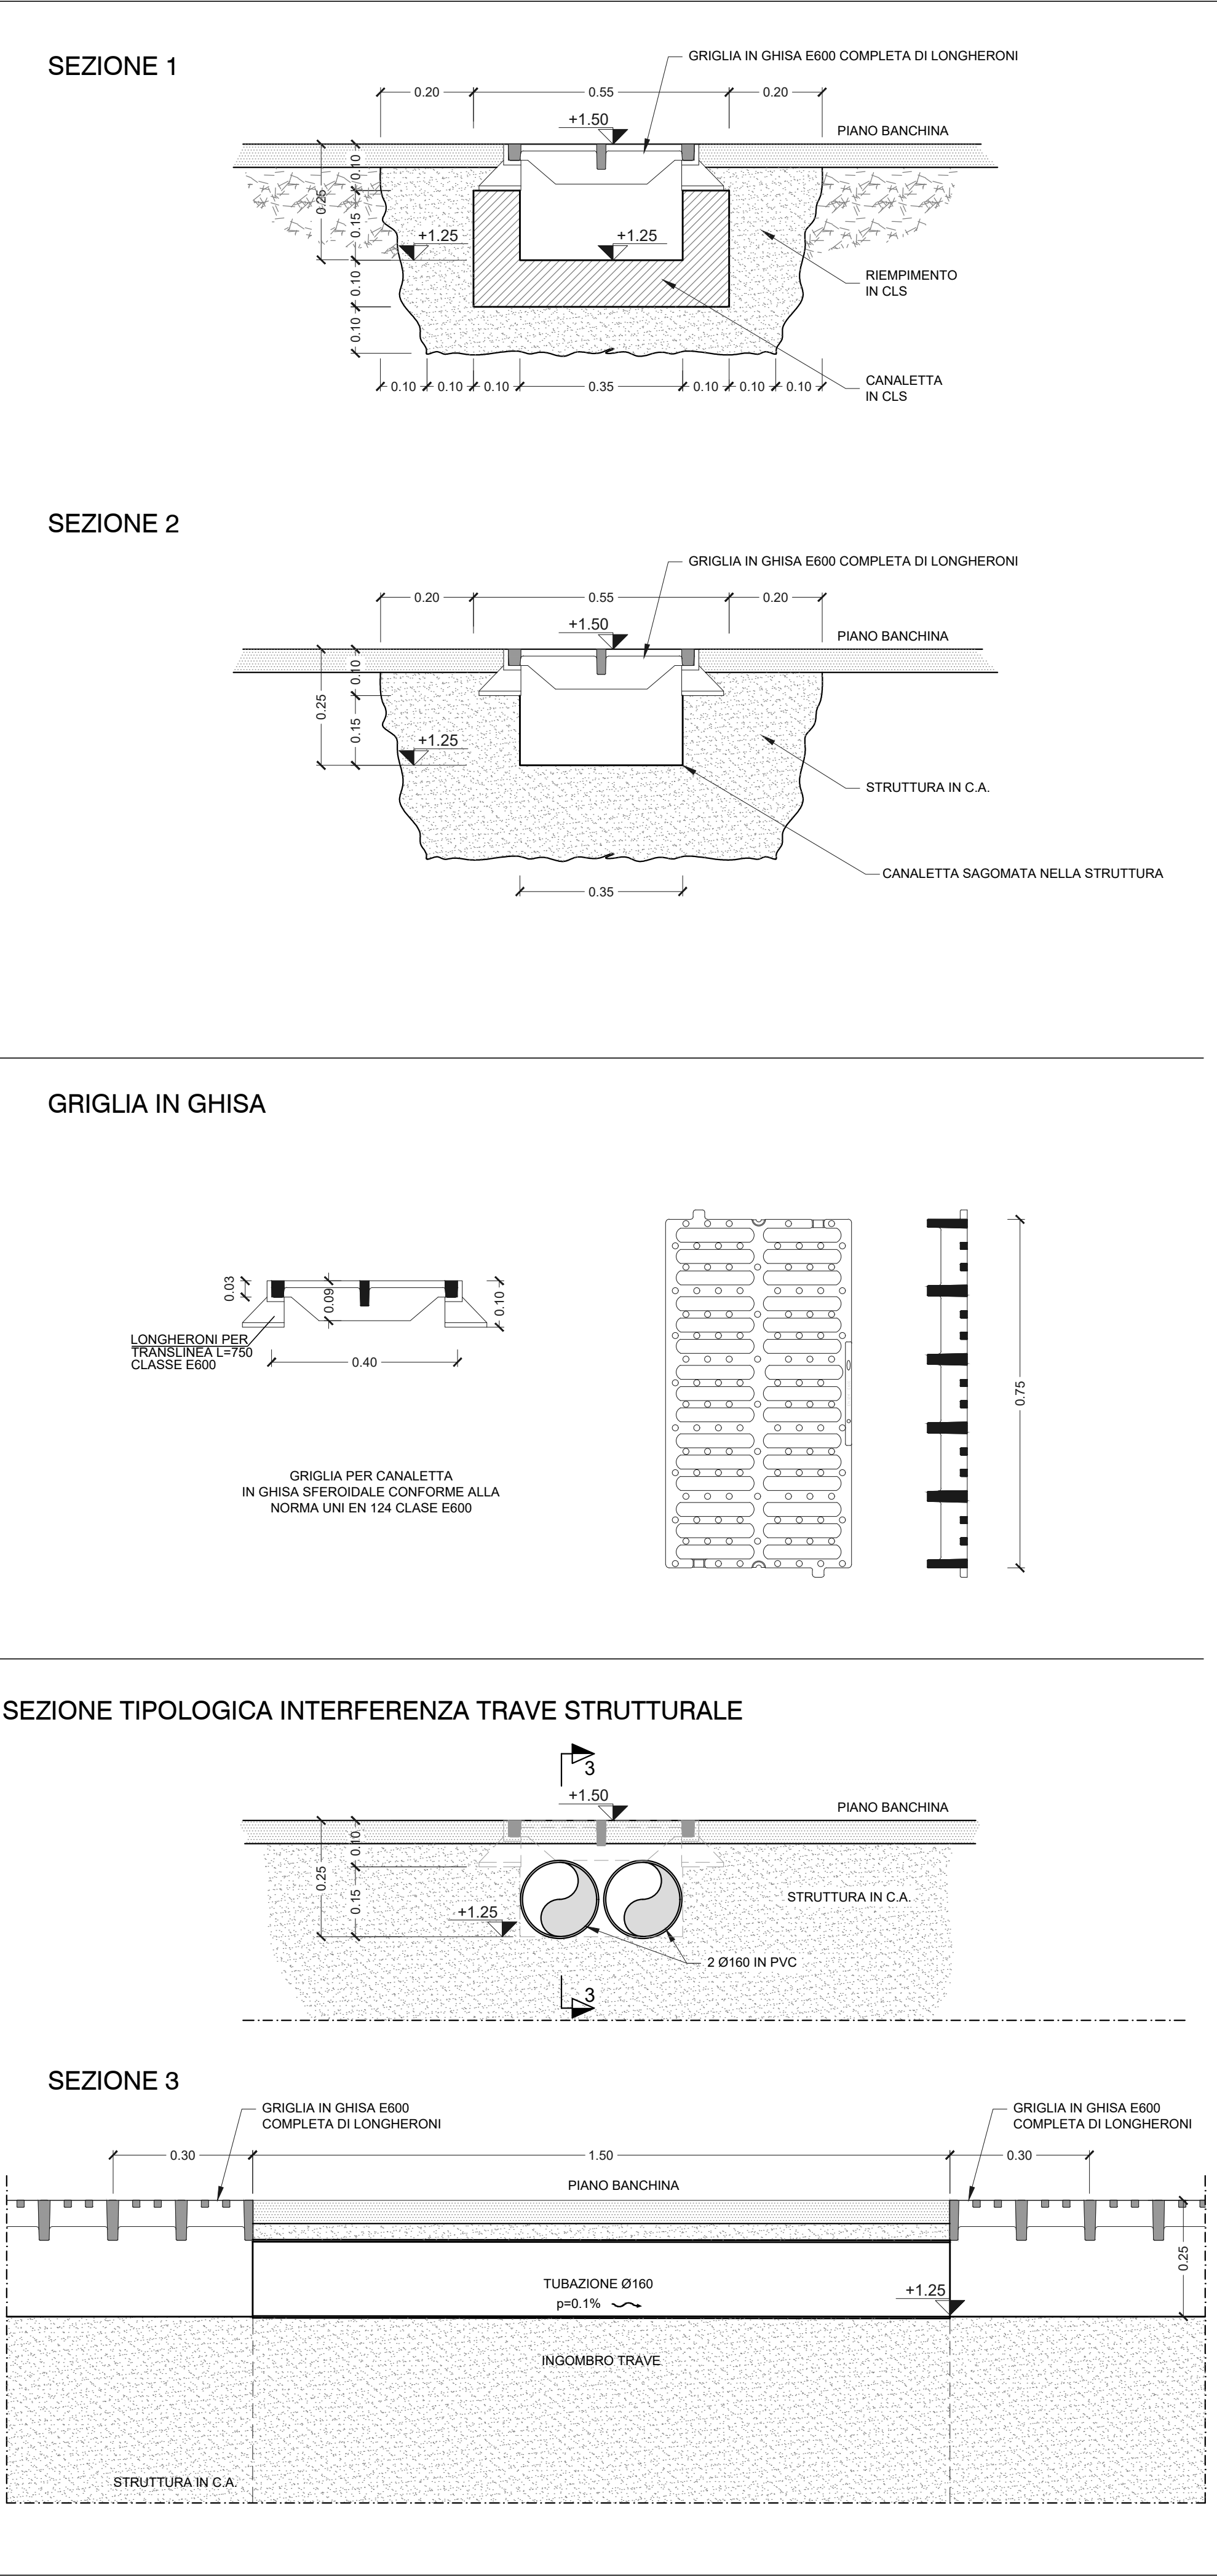 SEZIONE 1
GRIGLIA IN GHISA E600 COMPLETA DI LONGHERONI
0.20
0.55
0.20
+1.50
PIANO BANCHINA
0.10
0.25
0.15
+1.25
+1.25
RIEMPIMENTO
IN CLS
0.10
0.10
CANALETTA
IN CLS
0.10
0.10
0.10
0.35
0.10
0.10
0.10
SEZIONE 2
GRIGLIA IN GHISA E600 COMPLETA DI LONGHERONI
0.20
0.55
0.20
+1.50
PIANO BANCHINA
0.10
0.25
0.15
+1.25
STRUTTURA IN C.A.
CANALETTA SAGOMATA NELLA STRUTTURA
0.35
GRIGLIA IN GHISA
0.03
0.09
0.10
LONGHERONI PER
TRANSLINEA L=750
CLASSE E600
0.40
0.75
GRIGLIA PER CANALETTA
IN GHISA SFEROIDALE CONFORME ALLA
NORMA UNI EN 124 CLASE E600
SEZIONE TIPOLOGICA INTERFERENZA TRAVE STRUTTURALE
3
+1.50
PIANO BANCHINA
0.10
0.25
0.15
STRUTTURA IN C.A.
+1.25
2 Ø160 IN PVC
3
SEZIONE 3
GRIGLIA IN GHISA E600
COMPLETA DI LONGHERONI
GRIGLIA IN GHISA E600
COMPLETA DI LONGHERONI
0.30
1.50
0.30
PIANO BANCHINA
0.25
TUBAZIONE Ø160
+1.25
p=0.1%
INGOMBRO TRAVE
STRUTTURA IN C.A.